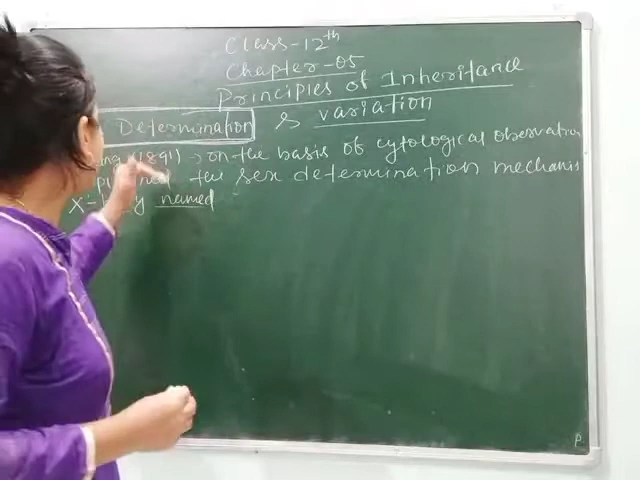 Class-12th
Chapter-05
Principles of Inheritance
Determination & variation
(1891) → on the basis of cytological observation
the sex determination mechanis
X- named
P